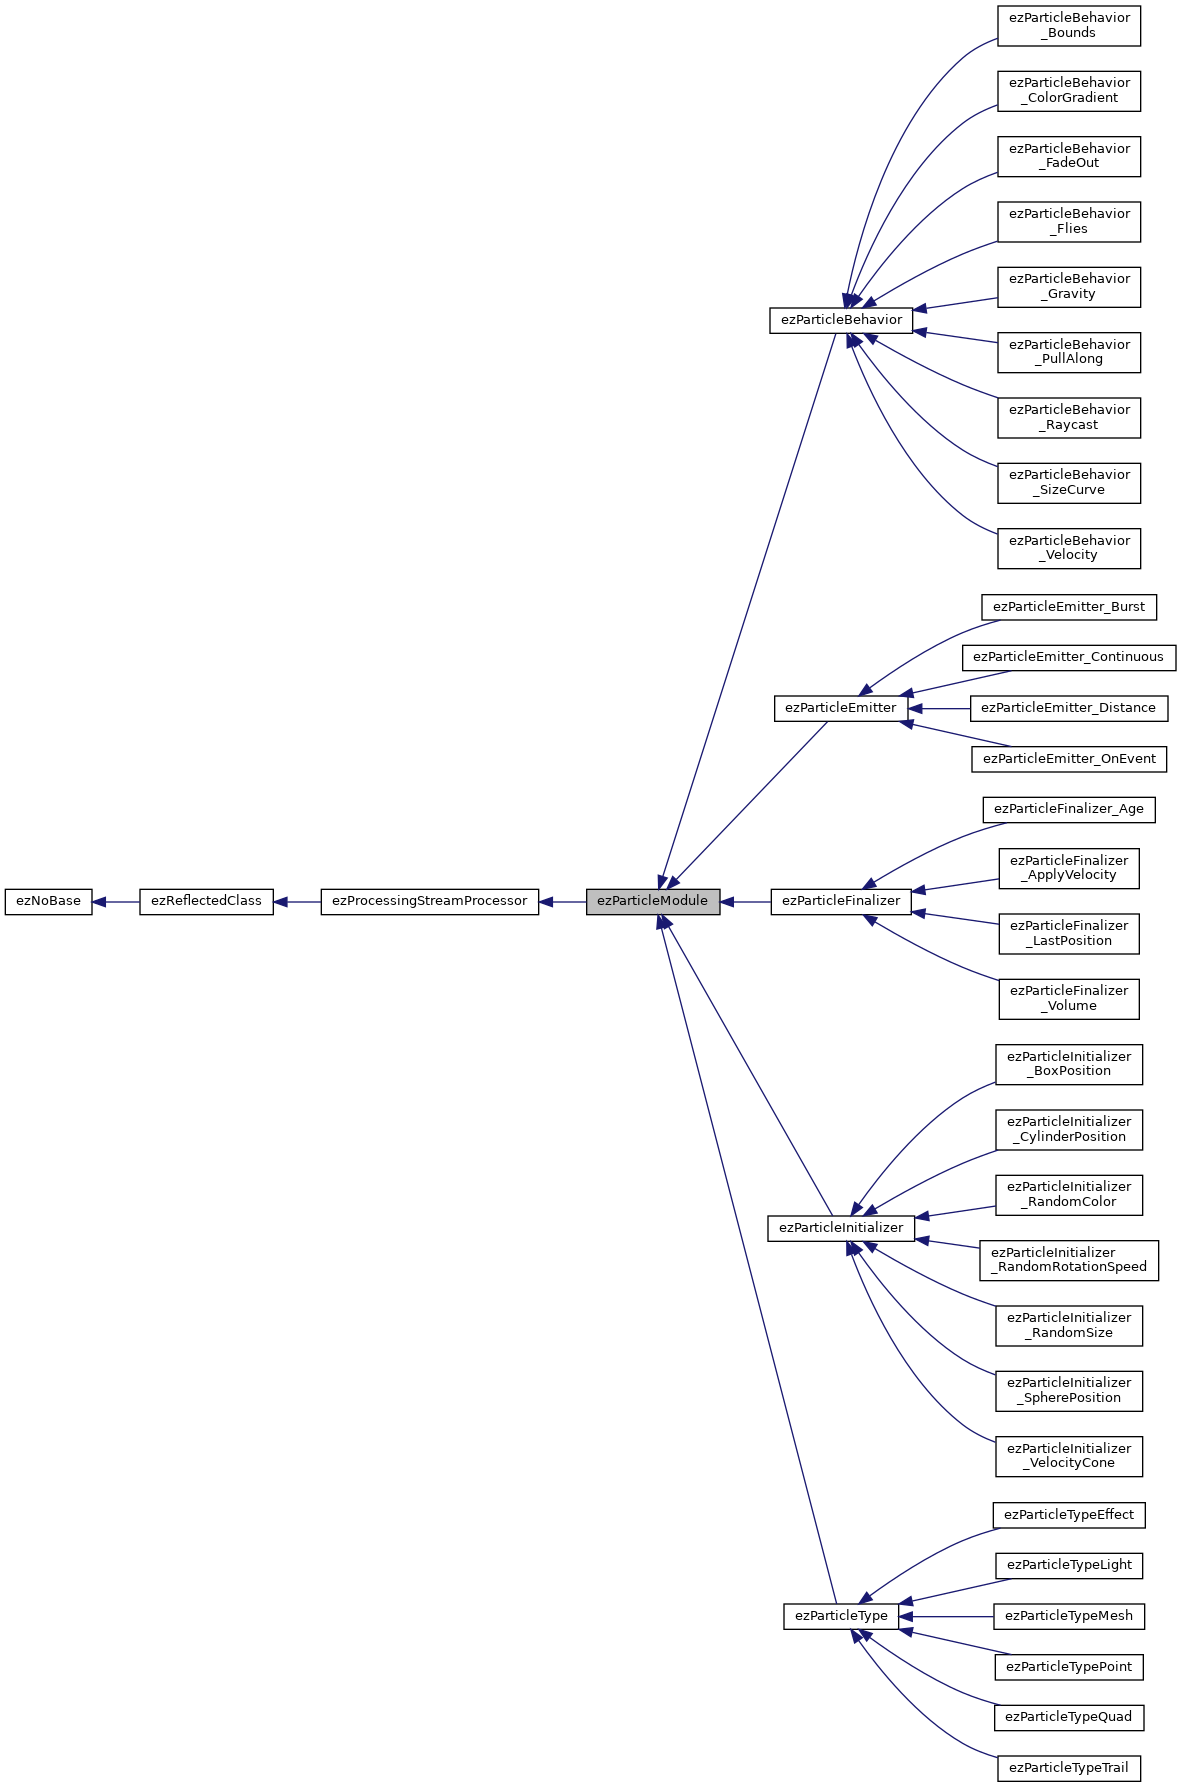 ezNoBase
ezReflectedClass
ezProcessingStreamProcessor
ezParticleModule
ezParticleBehavior
ezParticleBehavior
_Bounds
ezParticleBehavior
_ColorGradient
ezParticleBehavior
_FadeOut
ezParticleBehavior
_Flies
ezParticleBehavior
_Gravity
ezParticleBehavior
_PullAlong
ezParticleBehavior
_Raycast
ezParticleBehavior
_SizeCurve
ezParticleBehavior
_Velocity
ezParticleEmitter
ezParticleEmitter_Burst
ezParticleEmitter_Continuous
ezParticleEmitter_Distance
ezParticleEmitter_OnEvent
ezParticleFinalizer
ezParticleFinalizer_Age
ezParticleFinalizer
_ApplyVelocity
ezParticleFinalizer
_LastPosition
ezParticleFinalizer
_Volume
ezParticleInitializer
ezParticleInitializer
_BoxPosition
ezParticleInitializer
_CylinderPosition
ezParticleInitializer
_RandomColor
ezParticleInitializer
_RandomRotationSpeed
ezParticleInitializer
_RandomSize
ezParticleInitializer
_SpherePosition
ezParticleInitializer
_VelocityCone
ezParticleType
ezParticleTypeEffect
ezParticleTypeLight
ezParticleTypeMesh
ezParticleTypePoint
ezParticleTypeQuad
ezParticleTypeTrail